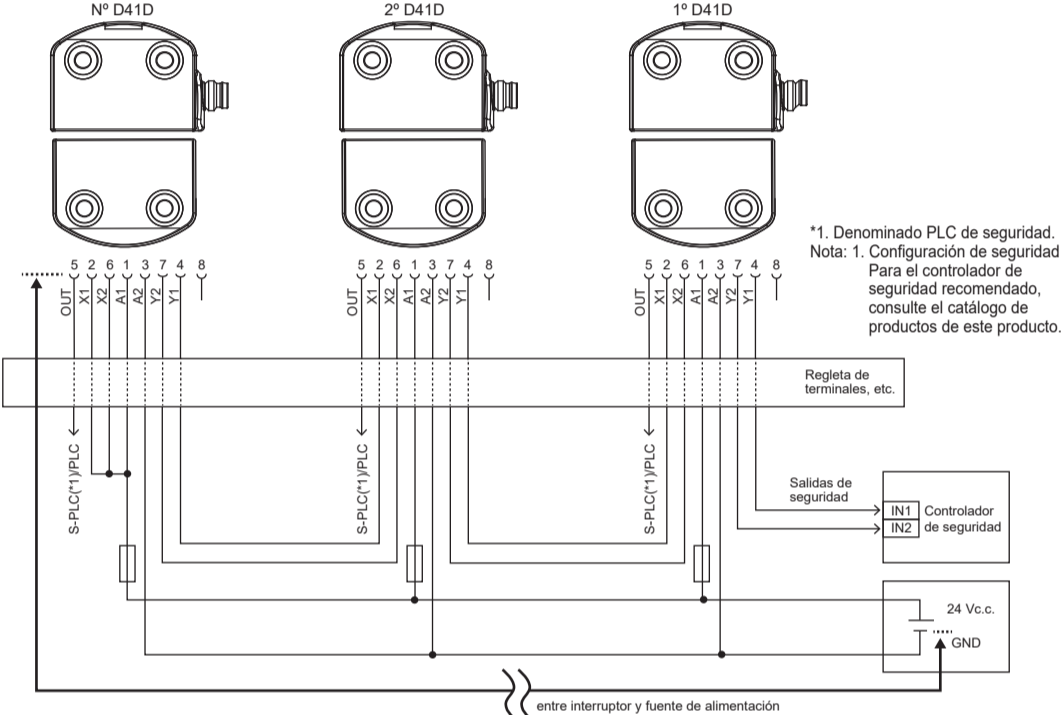 Nº D41D
2º D41D
1º D41D
*1. Denominado PLC de seguridad.
Nota: 1. Configuración de seguridad
Para el controlador de
seguridad recomendado,
consulte el catálogo de
productos de este producto.
5 2 6 1 3 7 4 8
OUT X1 X2 A1 A2 Y2 Y1
5 2 6 1 3 7 4 8
OUT X1 X2 A1 A2 Y2 Y1
5 2 6 1 3 7 4 8
OUT X1 X2 A1 A2 Y2 Y1
Regleta de
terminales, etc.
S-PLC(*1)/PLC
S-PLC(*1)/PLC
S-PLC(*1)/PLC
Salidas de
seguridad
IN1
IN2
Controlador
de seguridad
24 Vc.c.
GND
entre interruptor y fuente de alimentación